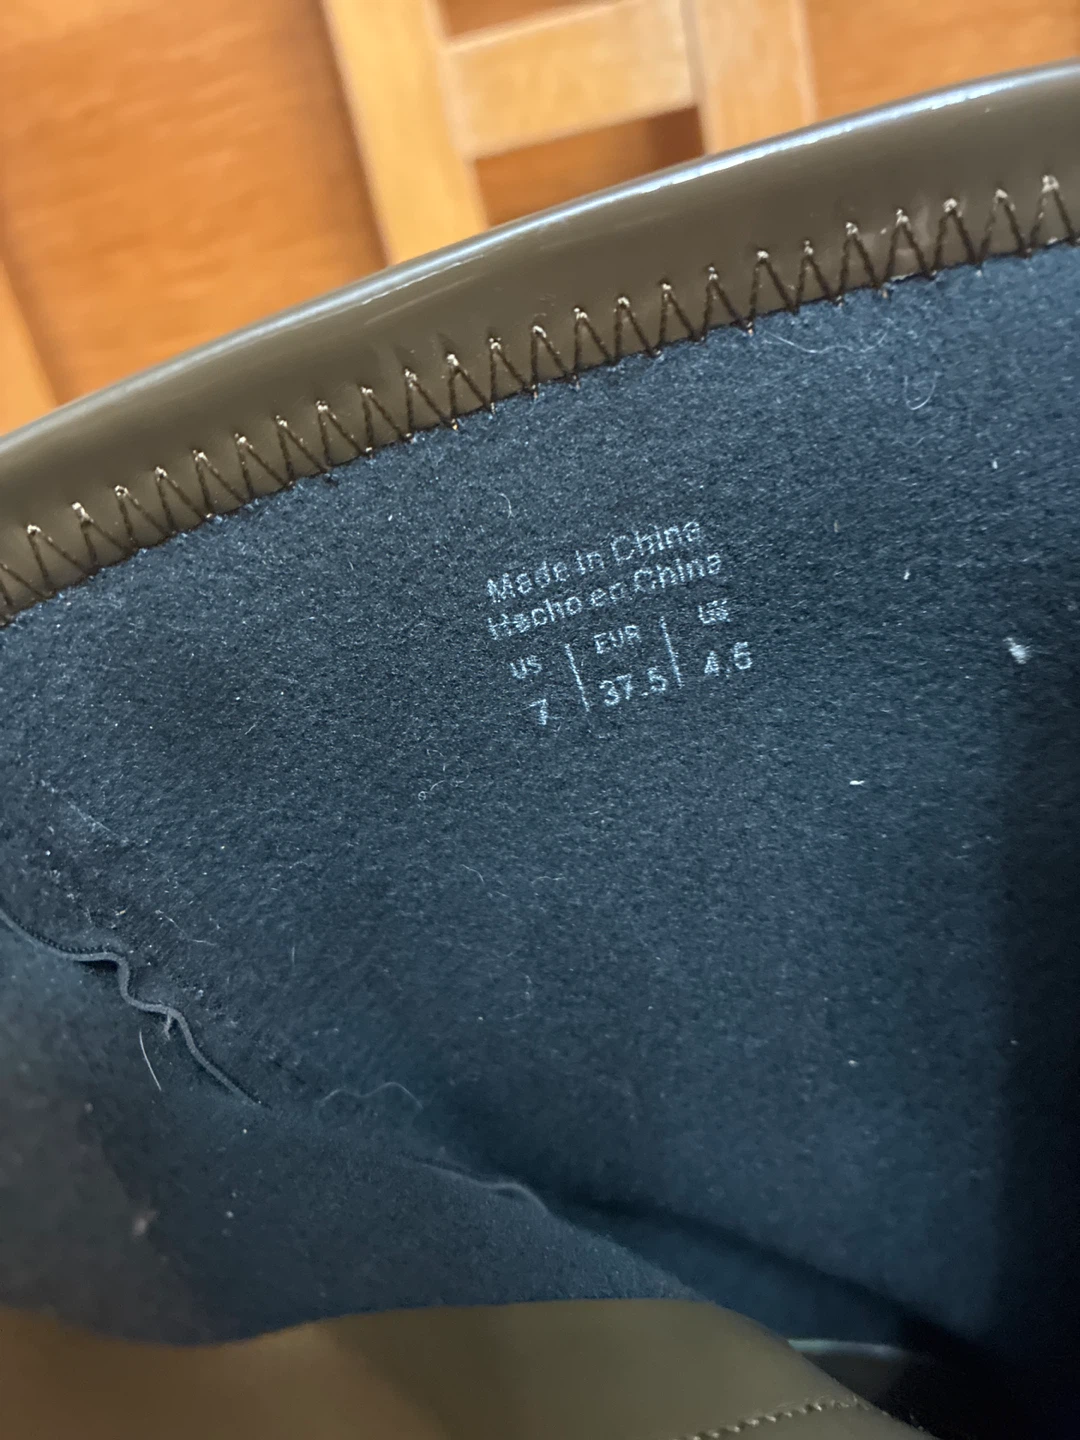 Made in China
Hecho en China
US | EUR | UK
7 | 37.5 | 4.5